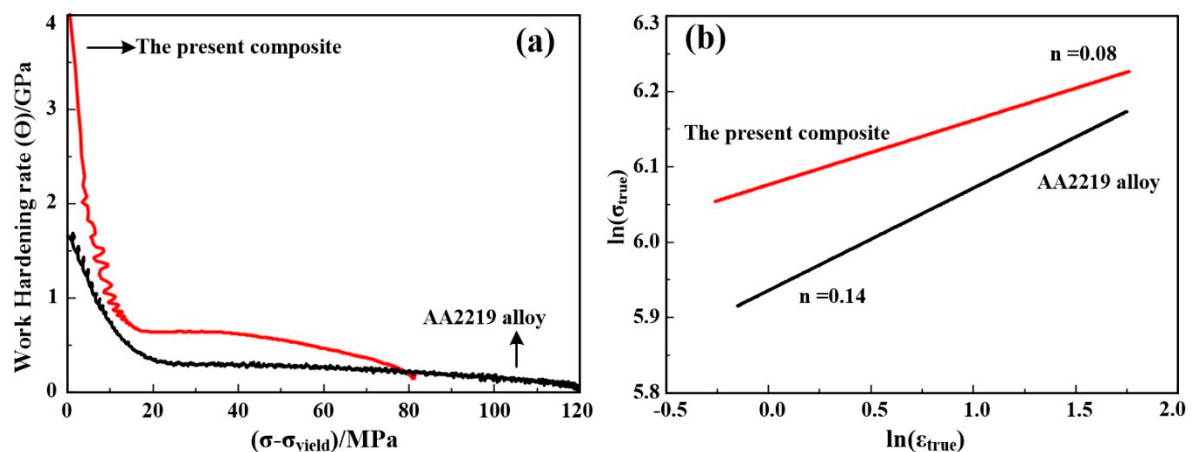 (a)
The present composite
AA2219 alloy
Work Hardening rate (Θ)/GPa
4
3
2
1
0
0 20 40 60 80 100 120
(σ-σyield)/MPa
(b)
n =0.08
The present composite
AA2219 alloy
n =0.14
ln(σtrue)
6.3
6.2
6.1
6.0
5.9
5.8
-0.5 0.0 0.5 1.0 1.5 2.0
ln(εtrue)